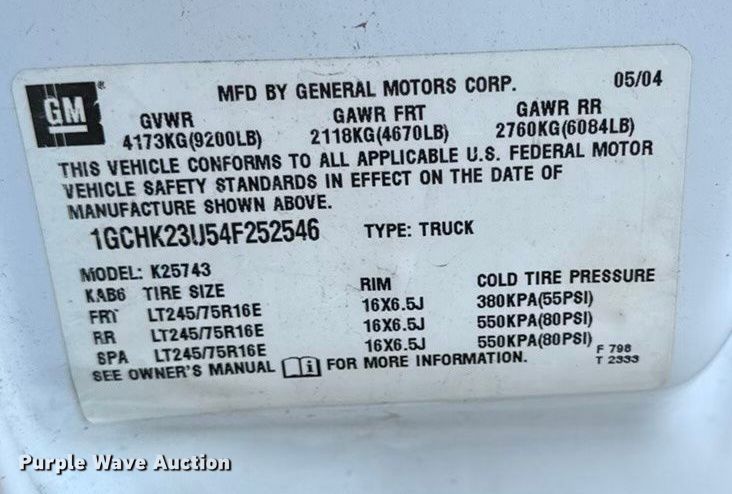 MFD BY GENERAL MOTORS CORP. 05/04
GM
GVWR GAWR FRT GAWR RR
4173KG(9200LB) 2118KG(4670LB) 2760KG(6084LB)
THIS VEHICLE CONFORMS TO ALL APPLICABLE U.S. FEDERAL MOTOR
VEHICLE SAFETY STANDARDS IN EFFECT ON THE DATE OF
MANUFACTURE SHOWN ABOVE.
1GCHK23U54F252546 TYPE: TRUCK
MODEL: K25743
KAB6 TIRE SIZE RIM COLD TIRE PRESSURE
FRT LT245/75R16E 16X6.5J 380KPA(55PSI)
RR LT245/75R16E 16X6.5J 550KPA(80PSI)
SPA LT245/75R16E 16X6.5J 550KPA(80PSI)
SEE OWNER'S MANUAL i FOR MORE INFORMATION.
F 798
T 2333
Purple Wave Auction